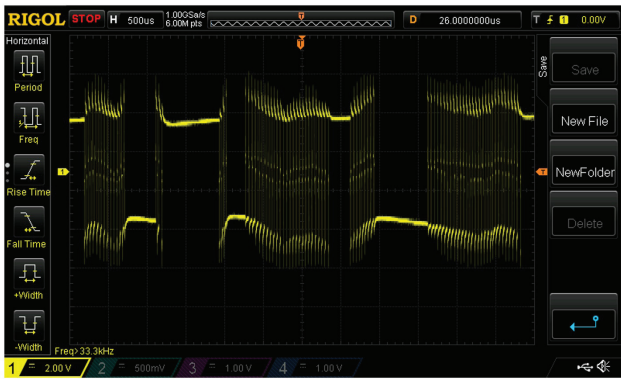 RIGOL STOP H 500us 1.00GSa/s 6.00M pts D 26.0000000us T 1 0.00V
Horizontal
Period
Freq
Rise Time
Fall Time
+Width
-Width
T
1
T
Save
Save
New File
NewFolder
Delete
Freq>33.3kHz
1 = 2.00 V 2 = 500mV 3 = 1.00 V 4 = 1.00 V